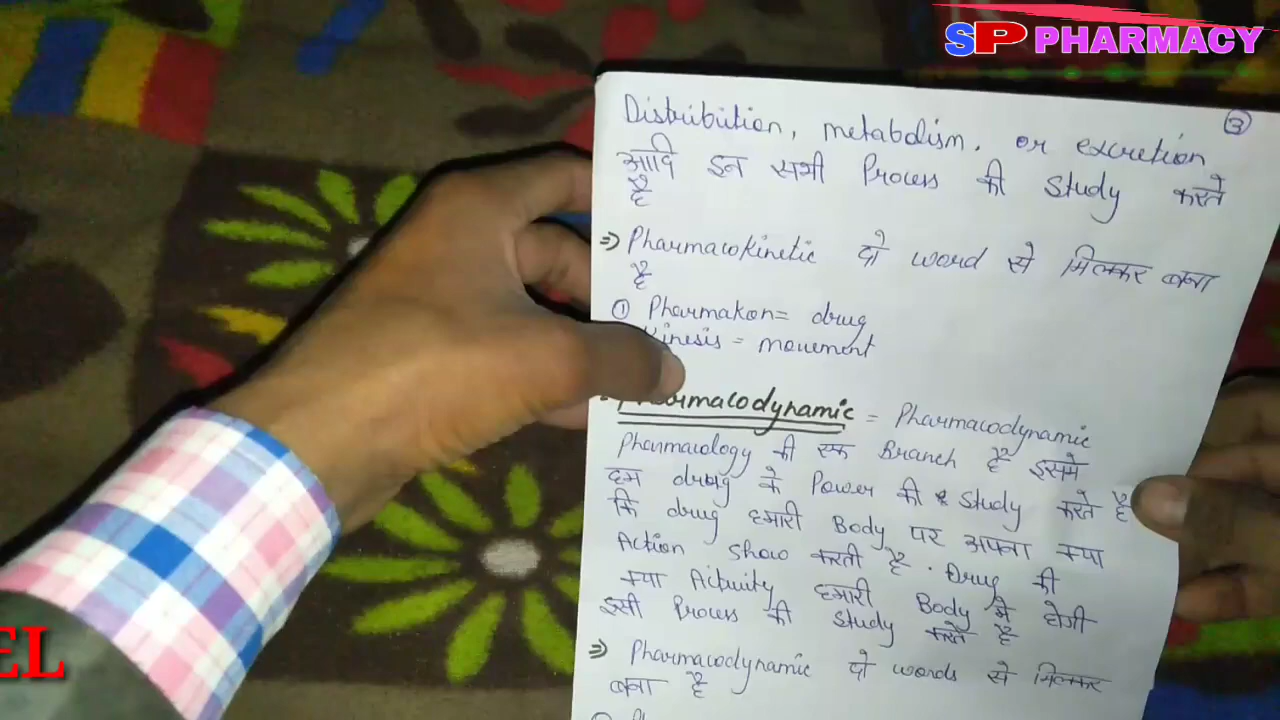 SP PHARMACY
3
Distribution, metabolism, or excretion
आदि इन सभी Process की Study करते
है
=> Pharmacokinetic दो word से मिलकर बना
है
① Pharmakon= drug
Kinesis = movement
Pharmacodynamic = Pharmacodynamic
Pharmacology की एक Branch है इसमे
हम drug के Power की Study करते है
कि drug हमारी Body पर अपना क्या
Action show करती है. Drug की
क्या Activity हमारी Body मे होगी
इसी Process की Study करते है
=> Pharmacodynamic दो words से मिलकर
बना है
EL